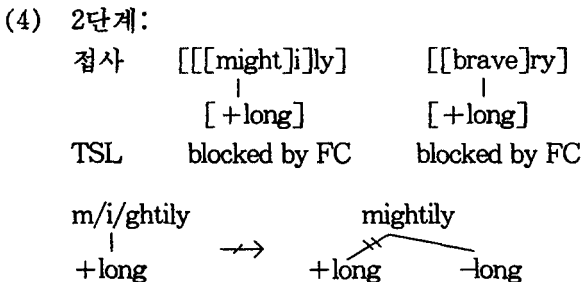 (4) 2단계:
접사 [[[might]i]ly] [[brave]ry]
[+long] [+long]
TSL blocked by FC blocked by FC
m/i/ghtily mightily
+long +long -long